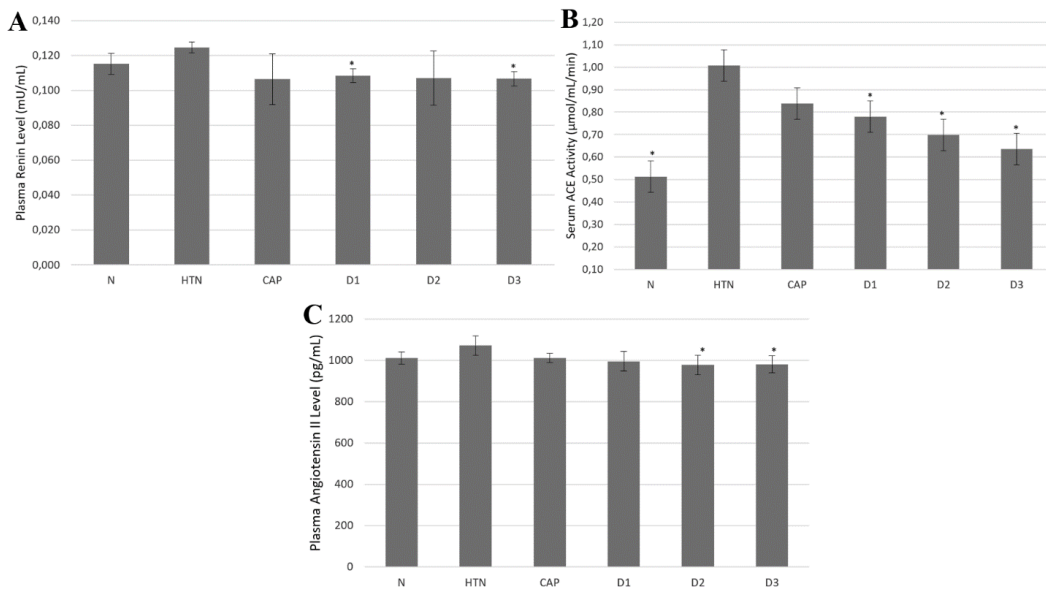 A
Plasma Renin Level (mU/mL)
0,140
0,120
0,100
0,080
0,060
0,040
0,020
0,000
* *
N HTN CAP D1 D2 D3
B
Serum ACE Activity (µmol/mL/min)
1,20
1,10
1,00
0,90
0,80
0,70
0,60
0,50
0,40
0,30
0,20
0,10
* * * *
N HTN CAP D1 D2 D3
C
Plasma Angiotensin II Level (pg/mL)
1200
1000
800
600
400
200
0
* *
N HTN CAP D1 D2 D3